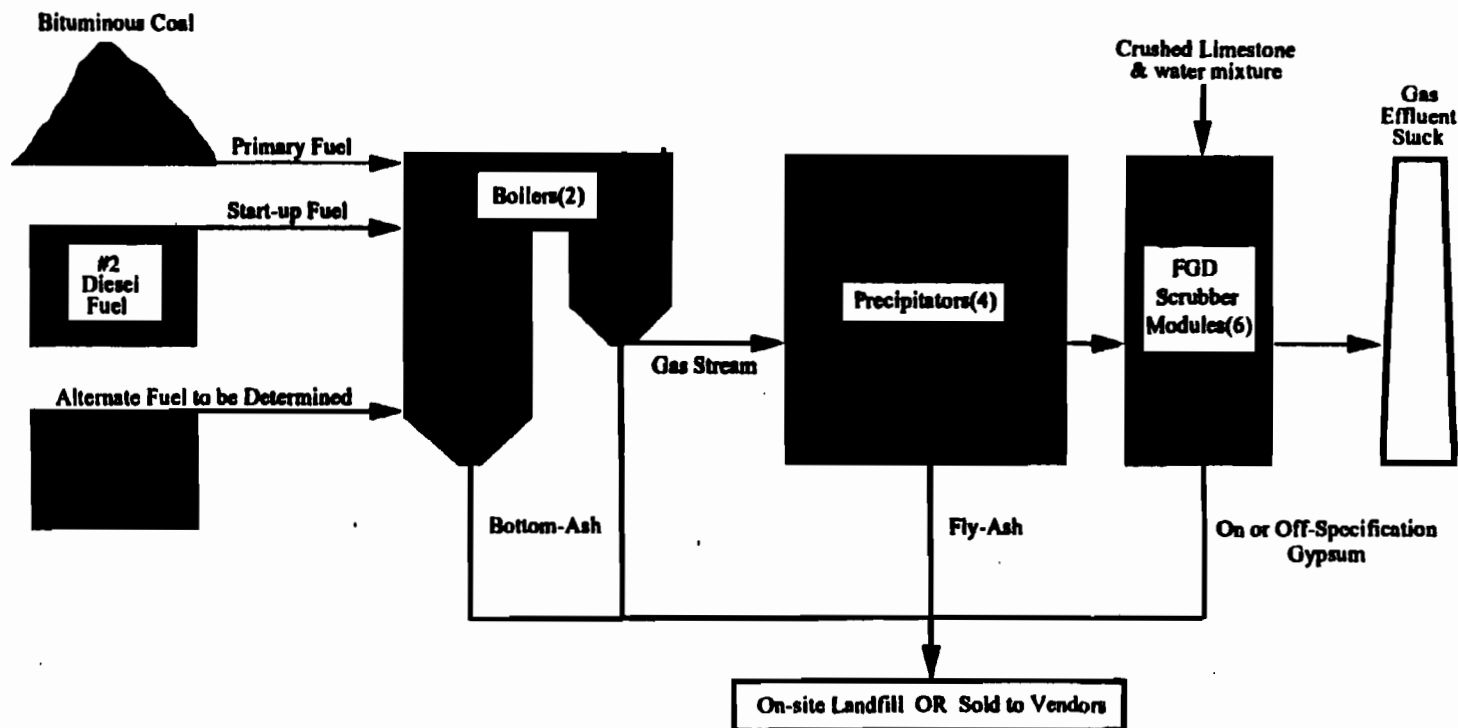 Bituminous Coal
Primary Fuel
Start-up Fuel
#2
Diesel
Fuel
Alternate Fuel to be Determined
Boilers(2)
Bottom-Ash
Gas Stream
Precipitators(4)
Fly-Ash
Crushed Limestone
& water mixture
FGD
Scrubber
Modules(6)
On or Off-Specification
Gypsum
Gas
Effluent
Stack
On-site Landfill OR Sold to Vendors